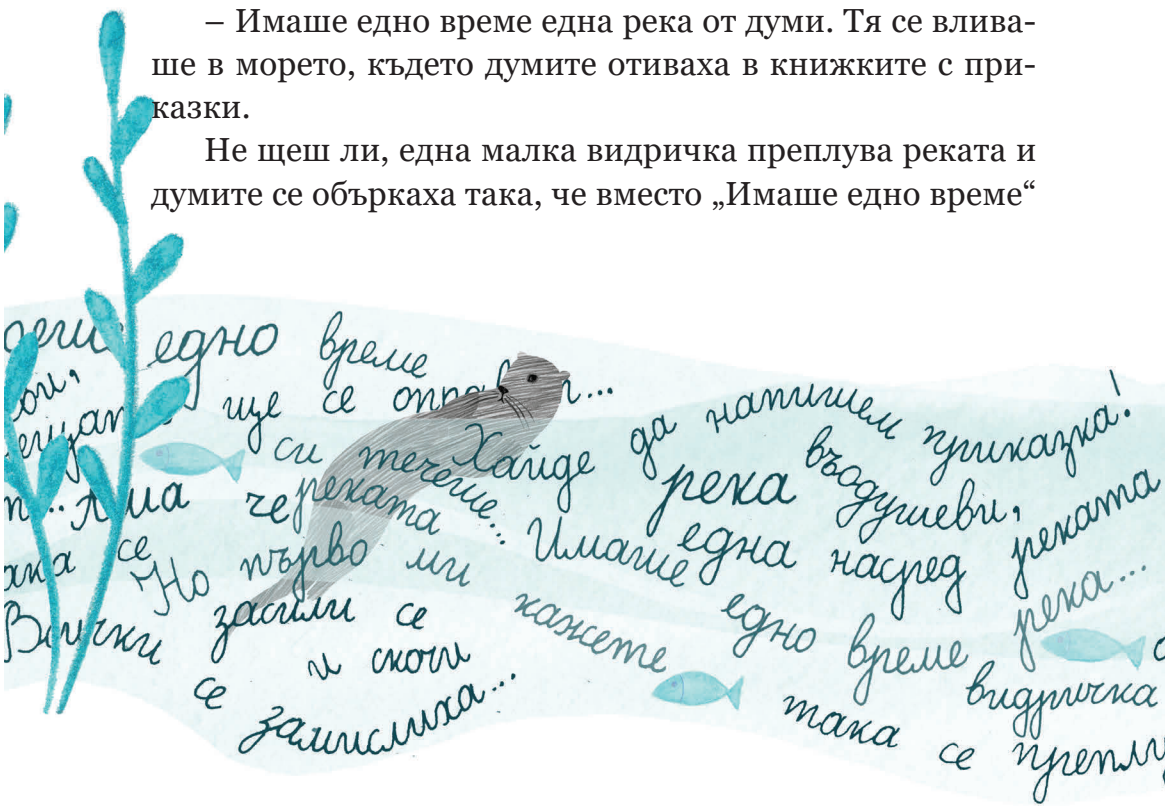 – Имаше едно време една река от думи. Тя се влива-
ше в морето, където думите отиваха в книжките с при-
казки.
Не щеш ли, една малка видричка преплува реката и
думите се объркаха така, че вместо „Имаше едно време“
едно време
ще се
си течеше...
Хайде да напишем приказка!
реката...
река въодушеви,
Имаше една насред реката
Но първо ми кажете
едно време река...
Всички засили се
и скочи
се замислиха...
видричка
така се